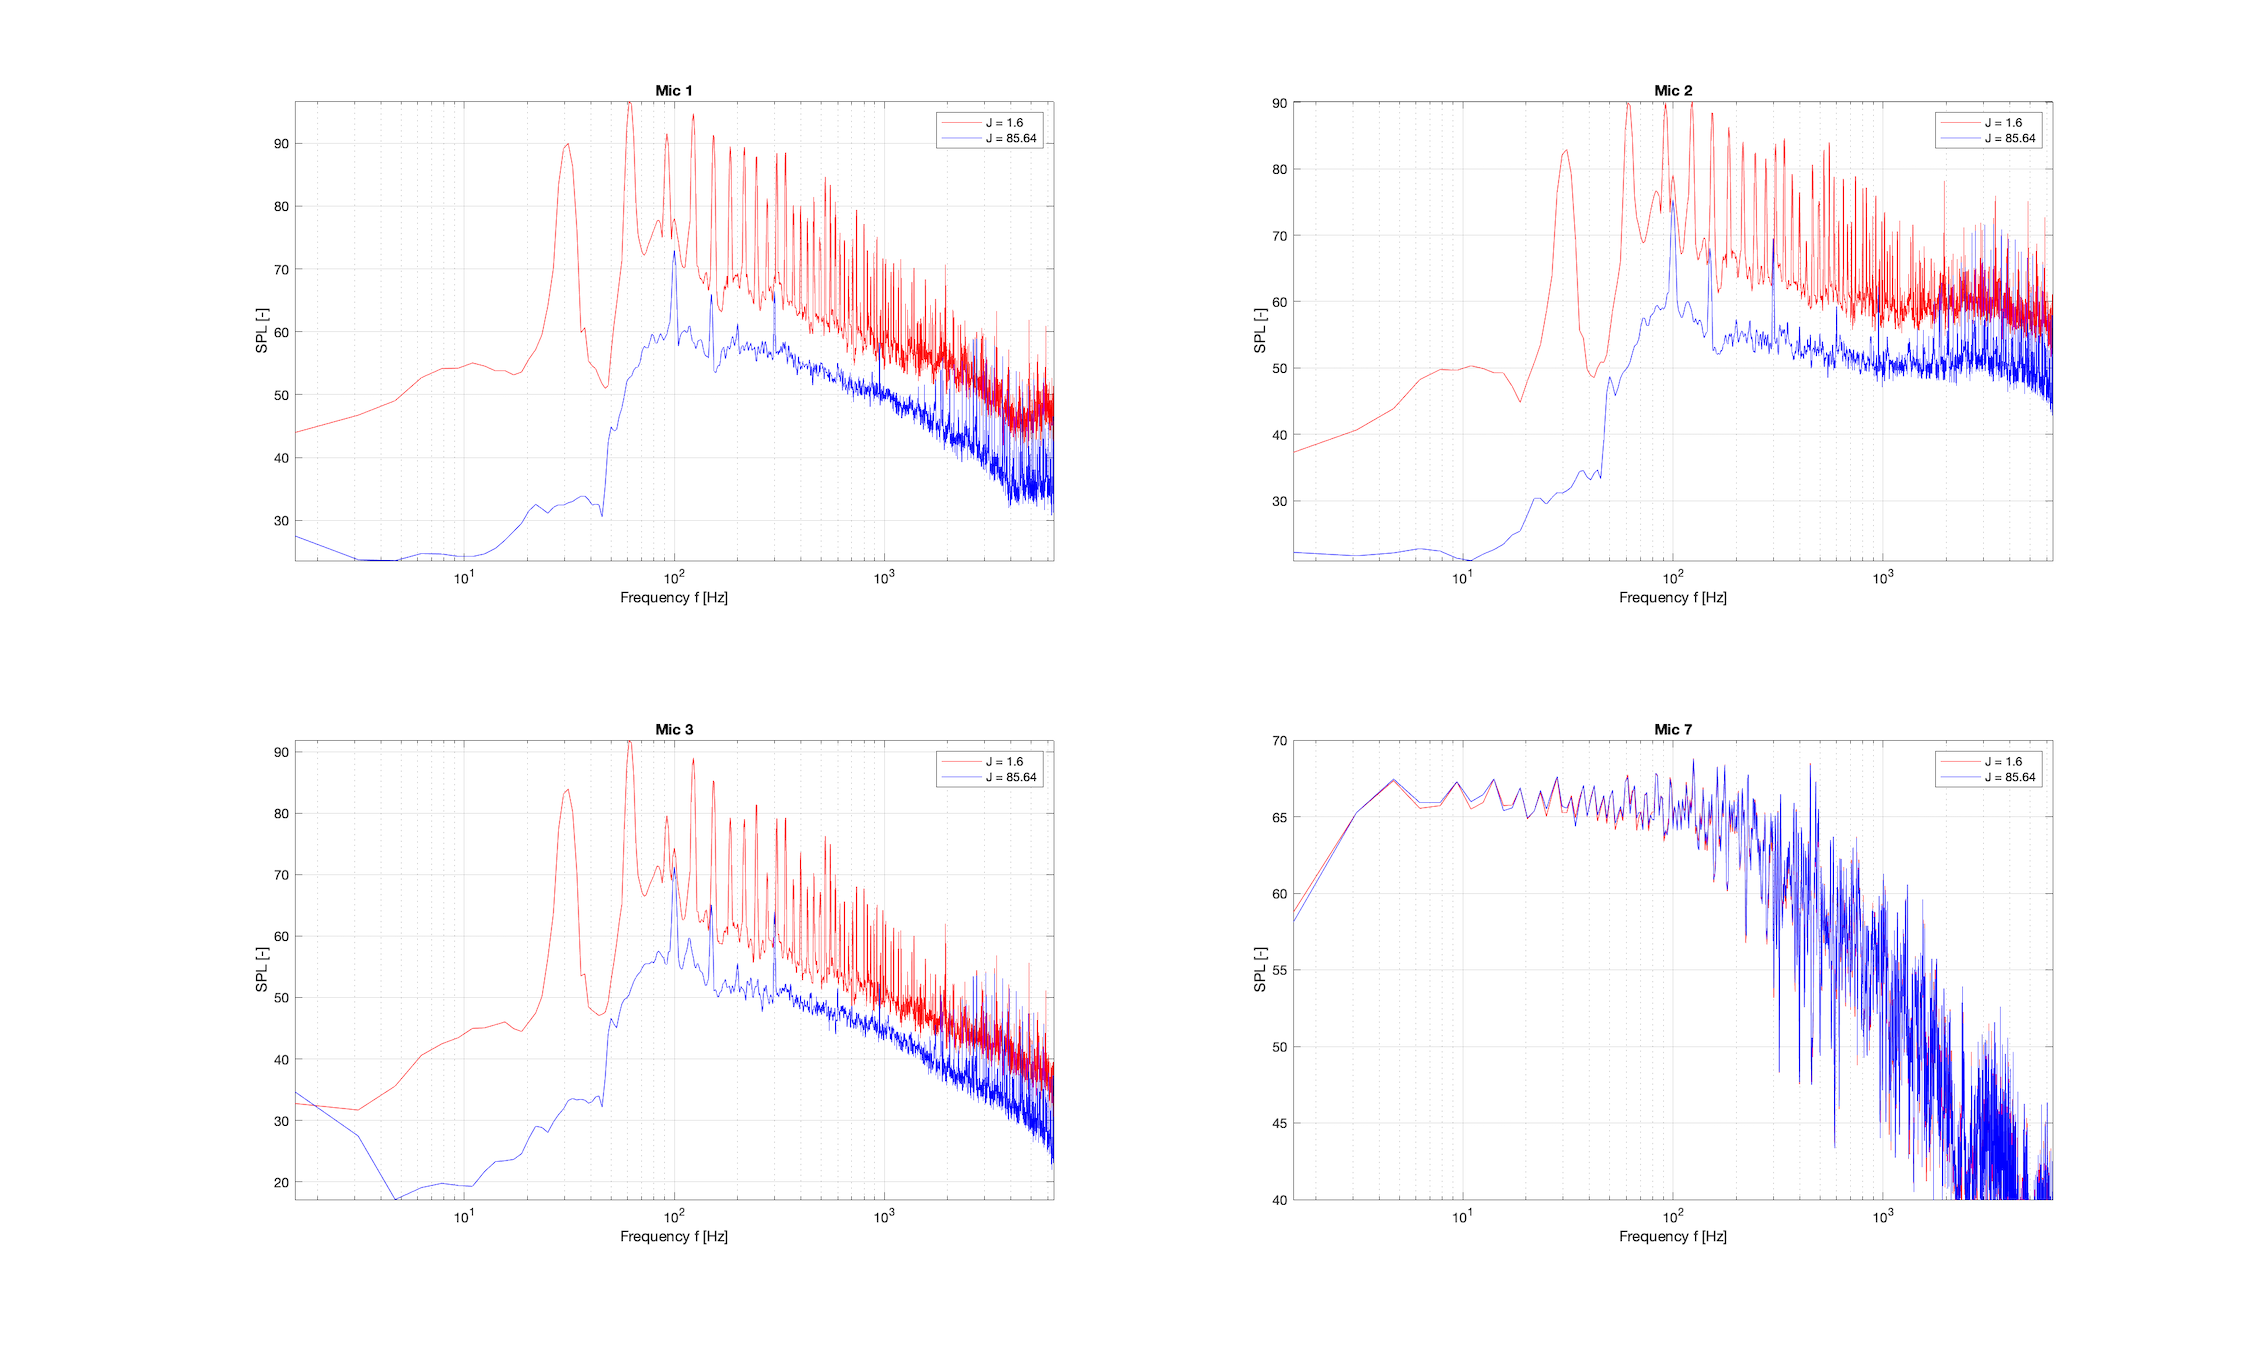 Mic 1
J = 1.6
J = 85.64
90
80
70
60
50
40
30
SPL [-]
10^1
10^2
10^3
Frequency f [Hz]
Mic 2
J = 1.6
J = 85.64
90
80
70
60
50
40
30
SPL [-]
10^1
10^2
10^3
Frequency f [Hz]
Mic 3
J = 1.6
J = 85.64
90
80
70
60
50
40
30
20
SPL [-]
10^1
10^2
10^3
Frequency f [Hz]
Mic 7
J = 1.6
J = 85.64
70
65
60
55
50
45
40
SPL [-]
10^1
10^2
10^3
Frequency f [Hz]